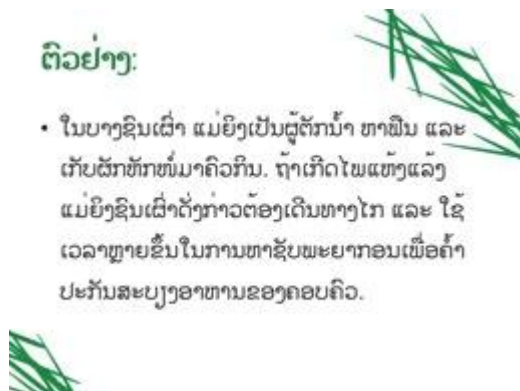 ຕົວຢ່າງ:
• ໃນບາງຊົນເຜົ່າ ແມ່ຍິງເປັນຜູ້ຕັກນ້ຳ ຫາຟືນ ແລະ
ເກັບຜັກຫັກໜໍ່ມາຄົວກິນ. ຖ້າເກີດໄພແຫ້ງແລ້ງ
ແມ່ຍິງຊົນເຜົ່າດັ່ງກ່າວຕ້ອງເດີນທາງໄກ ແລະ ໃຊ້
ເວລາຫຼາຍຂຶ້ນໃນການຫາຊັບພະຍາກອນເພື່ອຄ້ຳ
ປະກັນສະບຽງອາຫານຂອງຄອບຄົວ.